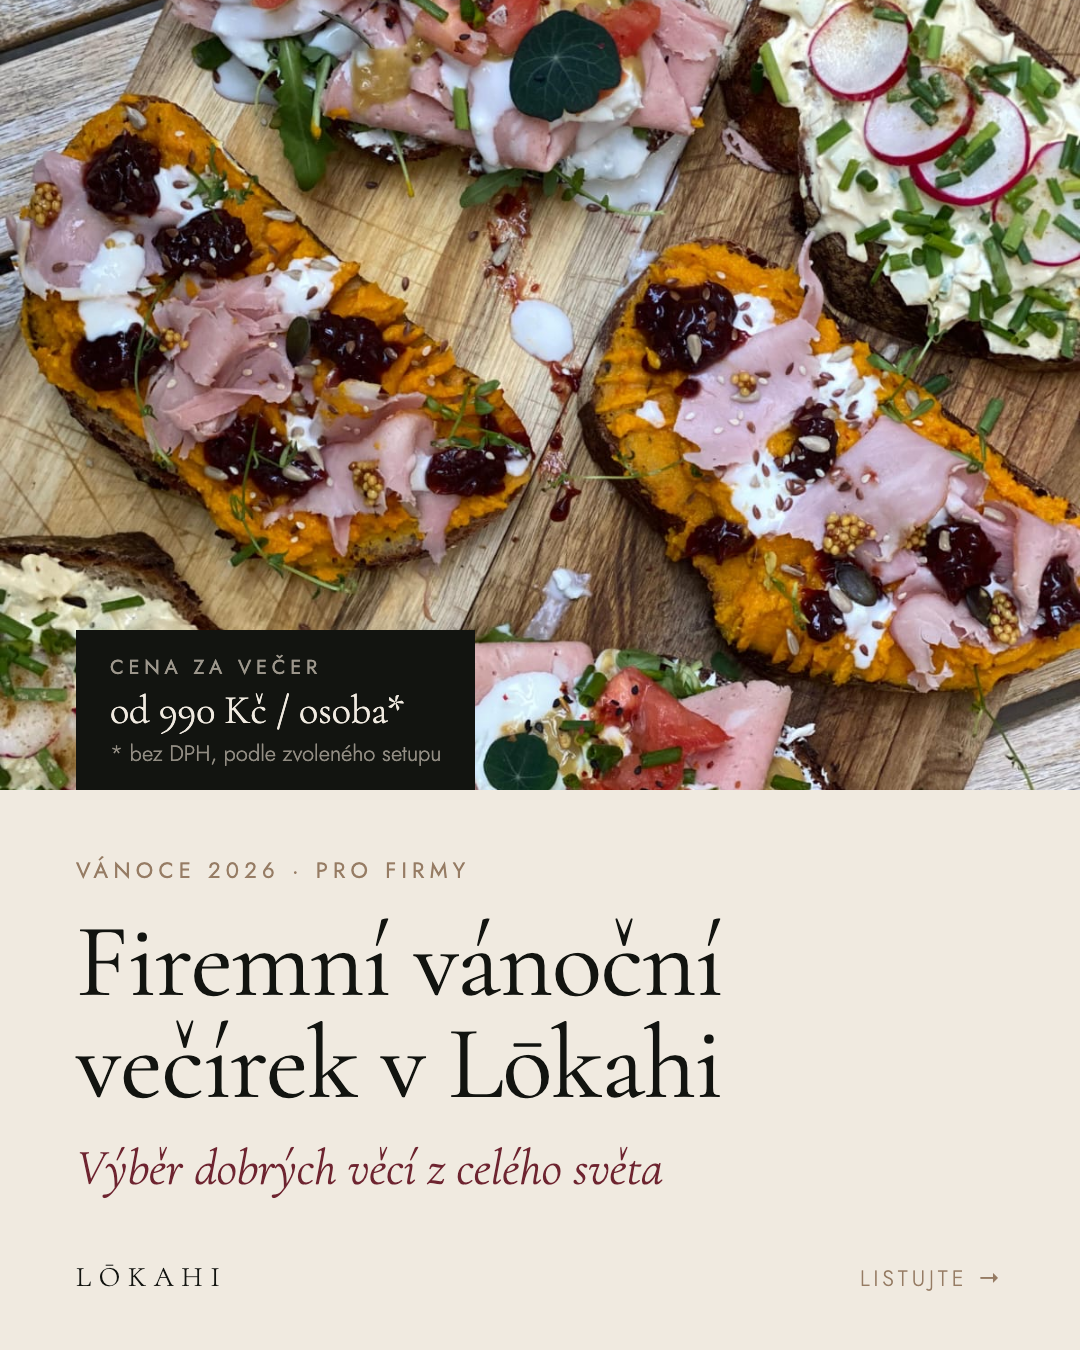 CENA ZA VEČER
od 990 Kč / osoba*
* bez DPH, podle zvoleného setupu
VÁNOCE 2026 · PRO FIRMY
Firemní vánoční
večírek v Lōkahi
Výběr dobrých věcí z celého světa
LŌKAHI
LISTUJTE →